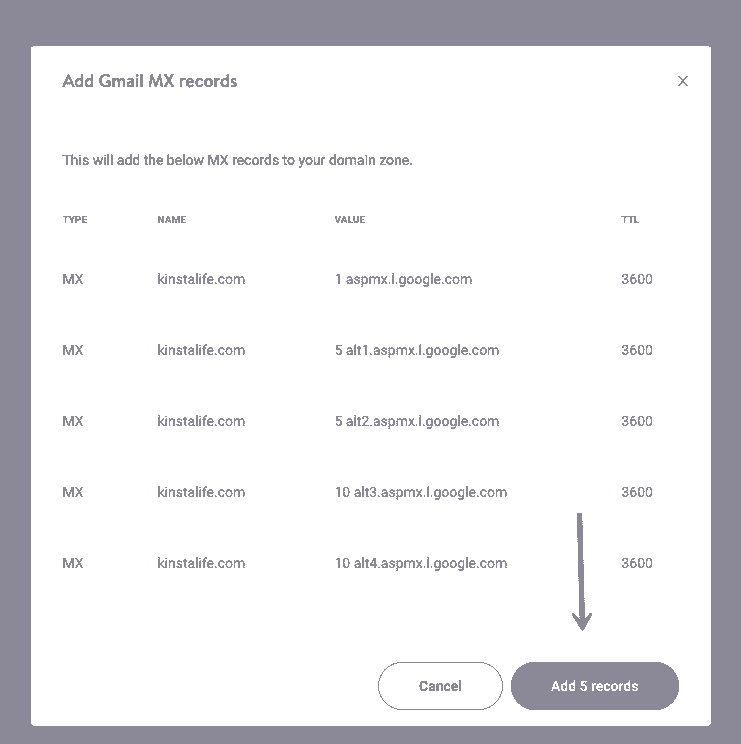 Add Gmail MX records
This will add the below MX records to your domain zone.
TYPE NAME VALUE TTL
MX kinstalife.com 1 aspmx.l.google.com 3600
MX kinstalife.com 5 alt1.aspmx.l.google.com 3600
MX kinstalife.com 5 alt2.aspmx.l.google.com 3600
MX kinstalife.com 10 alt3.aspmx.l.google.com 3600
MX kinstalife.com 10 alt4.aspmx.l.google.com 3600
Cancel Add 5 records